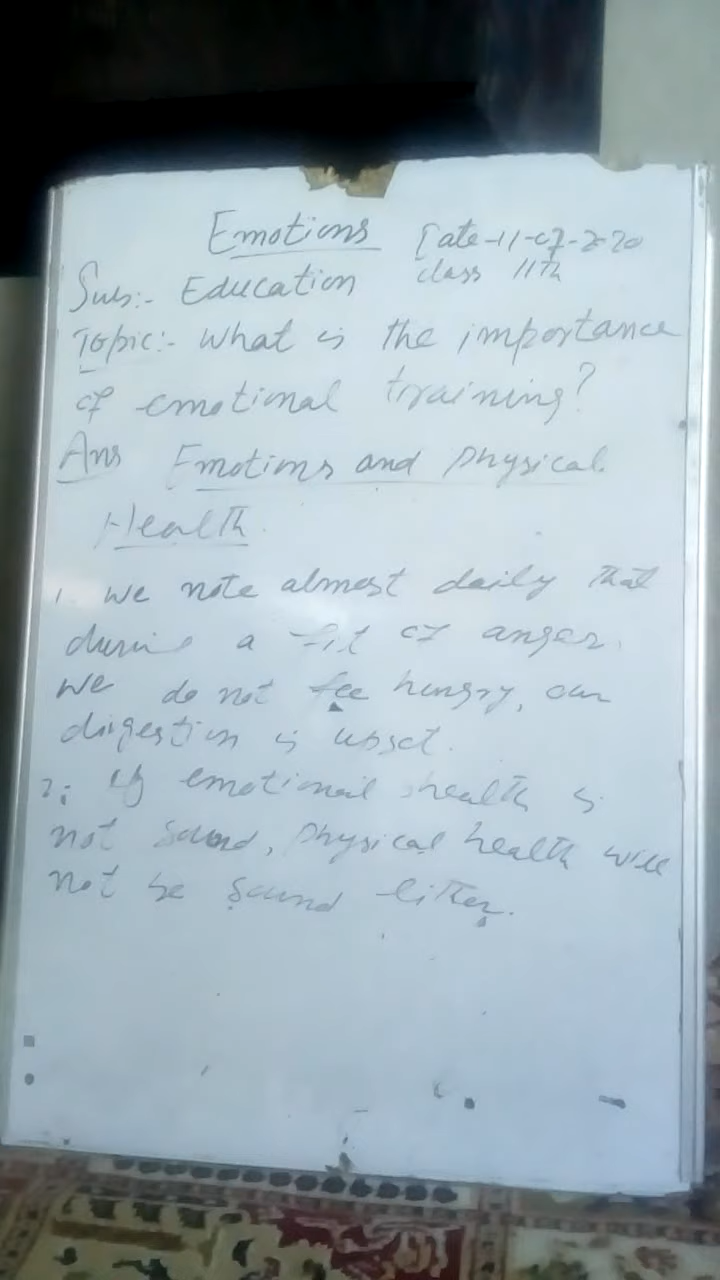 Emotions
Date-11-07-2020
class 11th
Sub:- Education
Topic:- What is the importance
of emotional training?
Ans Emotions and physical
Health.
1. We note almost daily that
during a fit of anger.
We do not fee hungry, our
digestion is upset.
2. If emotional health is
not sound, physical health will
not be sound either.